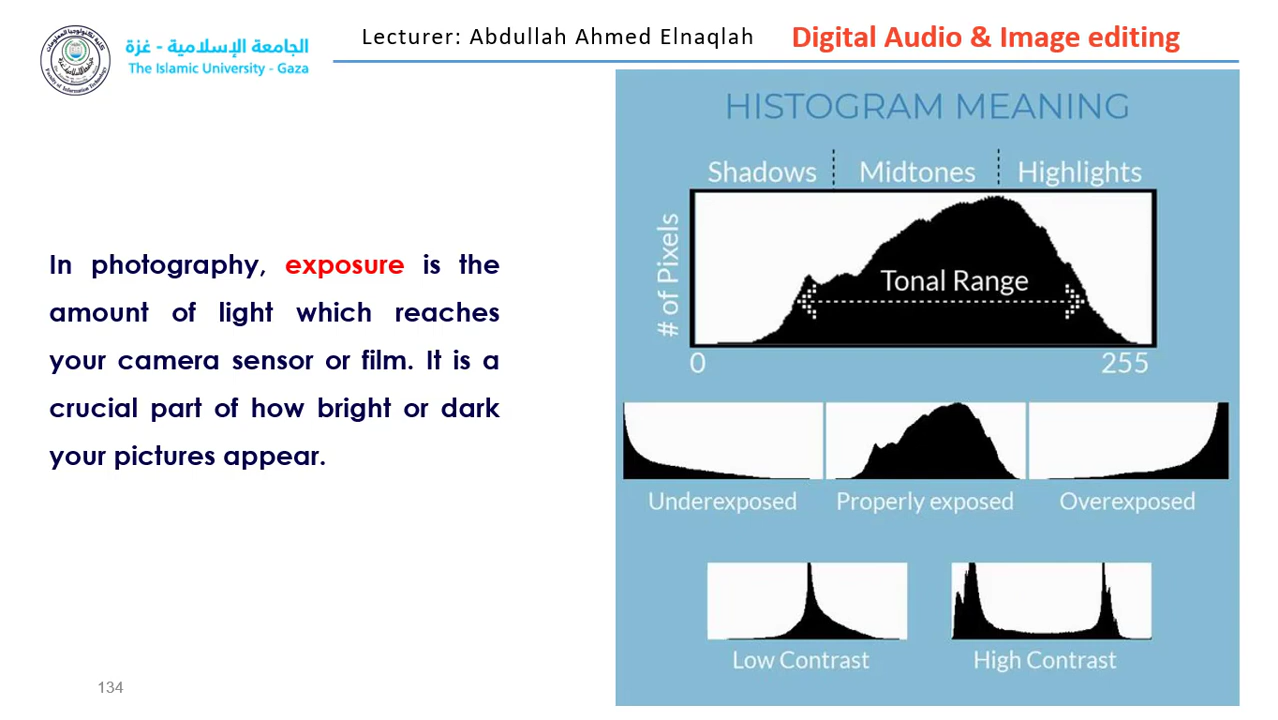 الجامعة الإسلامية - غزة
The Islamic University - Gaza
Lecturer: Abdullah Ahmed Elnaqlah
Digital Audio & Image editing
In photography, exposure is the
amount of light which reaches
your camera sensor or film. It is a
crucial part of how bright or dark
your pictures appear.
HISTOGRAM MEANING
Shadows Midtones Highlights
# of Pixels
Tonal Range
0 255
Underexposed Properly exposed Overexposed
Low Contrast High Contrast
134